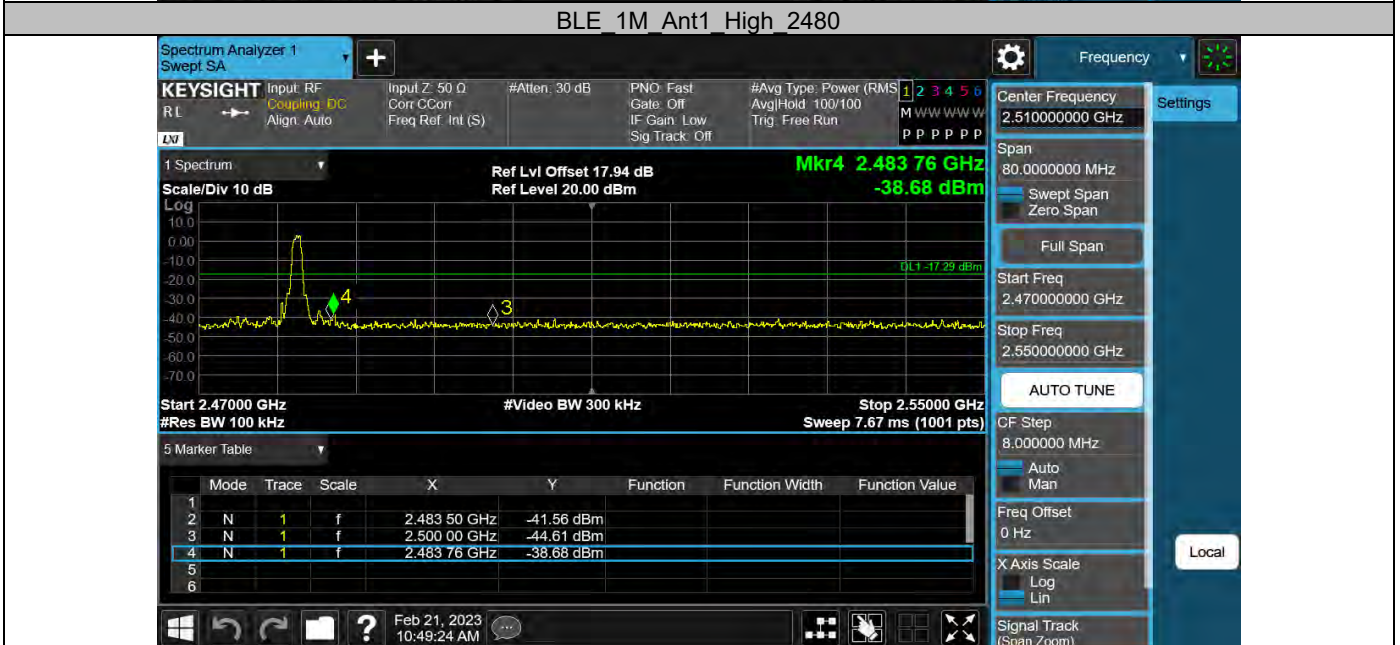 BLE_1M_Ant1_High_2480
Spectrum Analyzer 1
Swept SA
+
Frequency
KEYSIGHT
RL
LXI
Input: RF
Coupling: DC
Align: Auto
Input Z: 50 Ω
Corr CCorr
Freq Ref: Int (S)
#Atten: 30 dB
PNO: Fast
Gate: Off
IF Gain: Low
Sig Track: Off
#Avg Type: Power (RMS
Avg|Hold: 100/100
Trig: Free Run
1 2 3 4 5 6
M W W W W W
P P P P P P
1 Spectrum
Scale/Div 10 dB
Ref Lvl Offset 17.94 dB
Ref Level 20.00 dBm
Mkr4 2.483 76 GHz
-38.68 dBm
Log
10.0
0.00
-10.0
-20.0
-30.0
-40.0
-50.0
-60.0
-70.0
DL1 -17.29 dBm
4
3
Start 2.47000 GHz
#Res BW 100 kHz
#Video BW 300 kHz
Stop 2.55000 GHz
Sweep 7.67 ms (1001 pts)
5 Marker Table
Mode Trace Scale X Y Function Function Width Function Value
1
2 N 1 f 2.483 50 GHz -41.56 dBm
3 N 1 f 2.500 00 GHz -44.61 dBm
4 N 1 f 2.483 76 GHz -38.68 dBm
5
6
Feb 21, 2023
10:49:24 AM
?
Center Frequency
2.510000000 GHz
Span
80.0000000 MHz
Swept Span
Zero Span
Full Span
Start Freq
2.470000000 GHz
Stop Freq
2.550000000 GHz
AUTO TUNE
CF Step
8.000000 MHz
Auto
Man
Freq Offset
0 Hz
X Axis Scale
Log
Lin
Signal Track
(Span Zoom)
Settings
Local